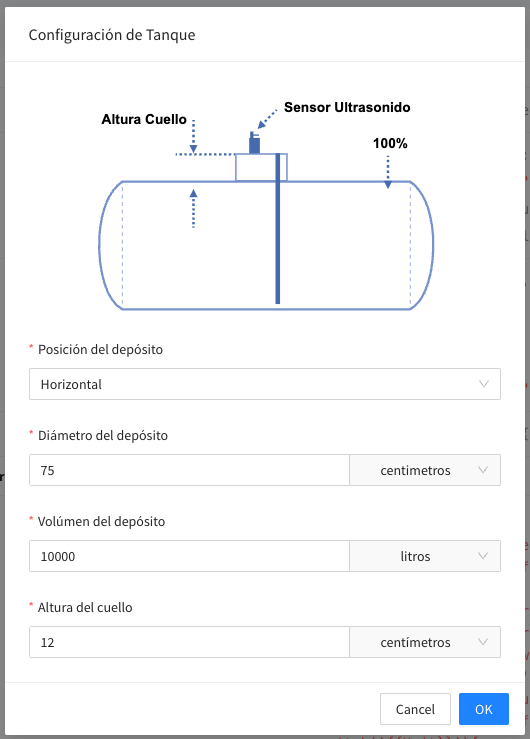 Configuración de Tanque
Sensor Ultrasonido
Altura Cuello
100%
* Posición del depósito
Horizontal
* Diámetro del depósito
75 centimetros
* Volúmen del depósito
10000 litros
* Altura del cuello
12 centímetros
Cancel OK